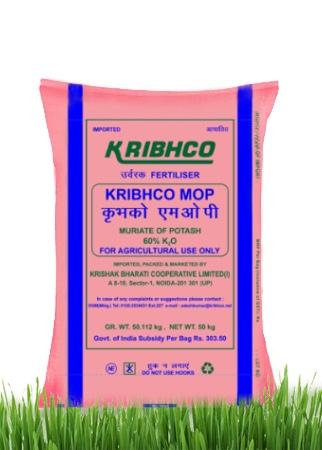 IMPORTED आयातित
KRIBHCO
उर्वरक FERTILISER
KRIBHCO MOP
कृभको एमओपी
MURIATE OF POTASH
60% K₂O
FOR AGRICULTURAL USE ONLY
IMPORTED, PACKED & MARKETED BY
KRISHAK BHARATI COOPERATIVE LIMITED(I)
A 8-10, Sector-1, NOIDA-201 301 (UP)
In case of any complaints or suggestions please contact :
GR. WT. 50.112 kg , NET WT. 50 kg
Govt. of India Subsidy Per Bag Rs. 303.50
हुक न लगाएं
DO NOT USE HOOKS